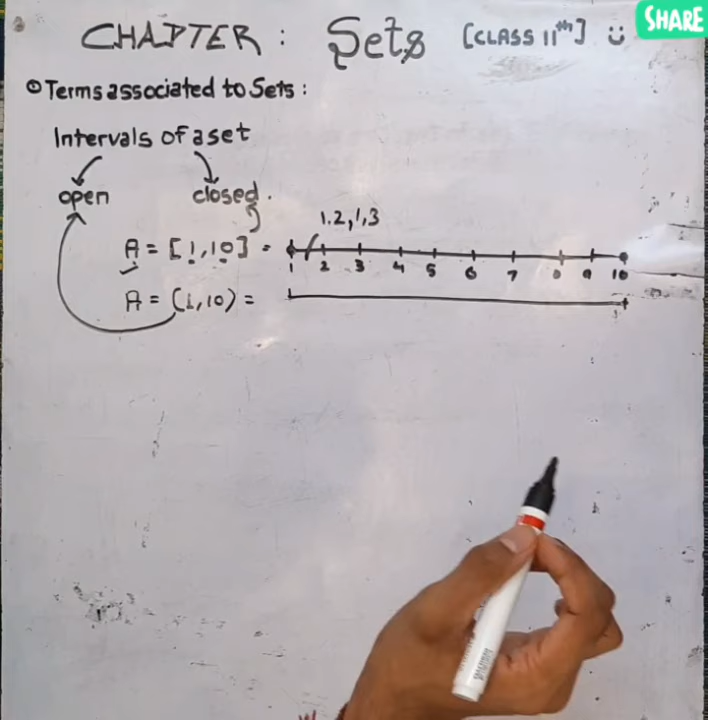 CHAPTER : Sets [CLASS 11th]
SHARE
Terms associated to Sets :
Intervals of a set
open closed.
1.2,1,3
A = [1,10] =
1 2 3 4 5 6 7 8 9 10
A = (1,10) =